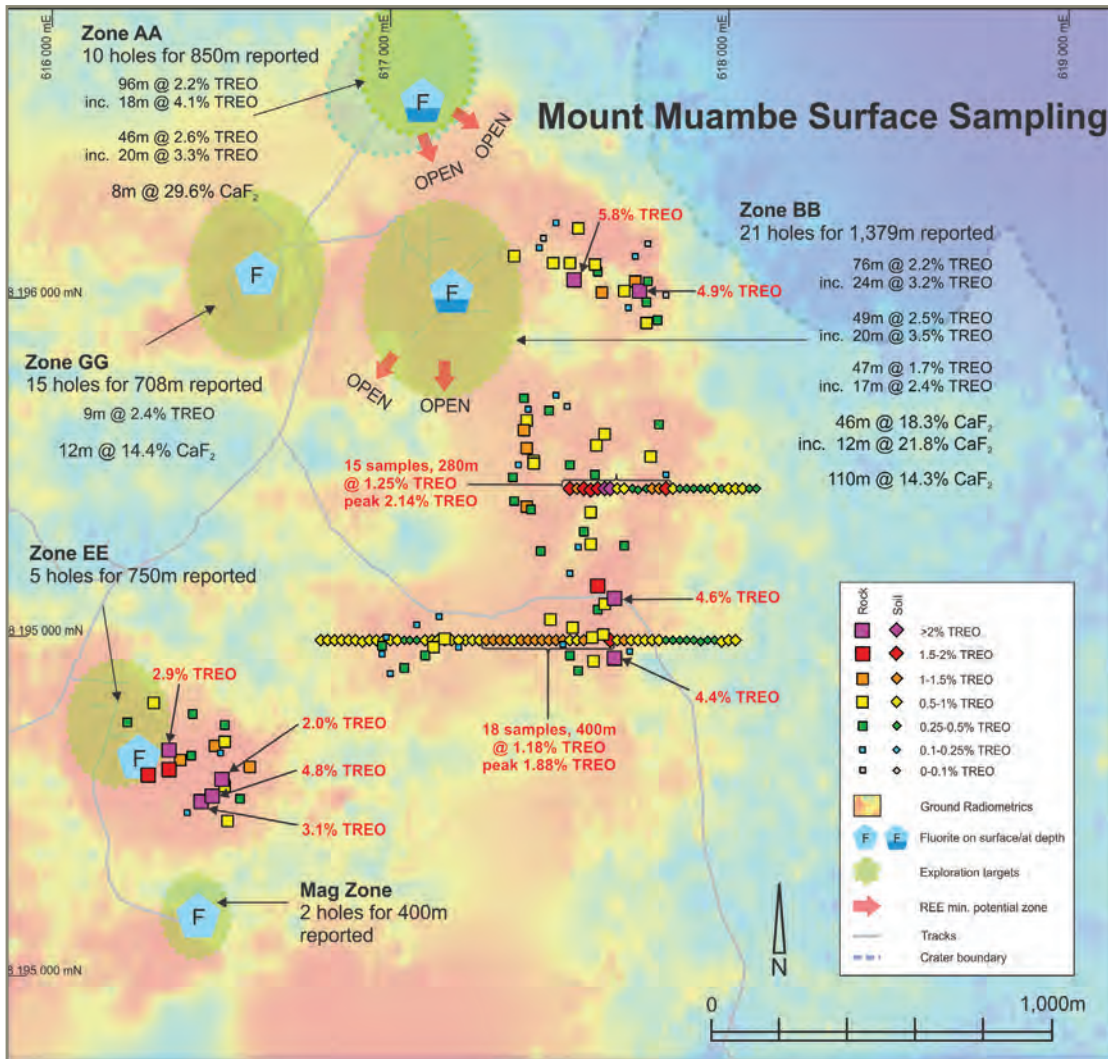 616 000 mE
617 000 mE
618 000 mE
619 000 mE
Mount Muambe Surface Sampling
Zone AA
10 holes for 850m reported
96m @ 2.2% TREO
inc. 18m @ 4.1% TREO
46m @ 2.6% TREO
inc. 20m @ 3.3% TREO
8m @ 29.6% CaF₂
F
OPEN
OPEN
Zone BB
21 holes for 1,379m reported
76m @ 2.2% TREO
inc. 24m @ 3.2% TREO
49m @ 2.5% TREO
inc. 20m @ 3.5% TREO
47m @ 1.7% TREO
inc. 17m @ 2.4% TREO
46m @ 18.3% CaF₂
inc. 12m @ 21.8% CaF₂
110m @ 14.3% CaF₂
5.8% TREO
4.9% TREO
8 196 000 mN
F
F
OPEN
OPEN
Zone GG
15 holes for 708m reported
9m @ 2.4% TREO
12m @ 14.4% CaF₂
15 samples, 280m
@ 1.25% TREO
peak 2.14% TREO
Zone EE
5 holes for 750m reported
8 195 000 mN
4.6% TREO
4.4% TREO
18 samples, 400m
@ 1.18% TREO
peak 1.88% TREO
2.9% TREO
2.0% TREO
4.8% TREO
3.1% TREO
F
Mag Zone
2 holes for 400m
reported
F
8 195 000 mN
N
Rock
Soil
>2% TREO
1.5-2% TREO
1-1.5% TREO
0.5-1% TREO
0.25-0.5% TREO
0.1-0.25% TREO
0-0.1% TREO
Ground Radiometrics
F F Fluorite on surface/at depth
Exploration targets
REE min. potential zone
Tracks
Crater boundary
0
1,000m